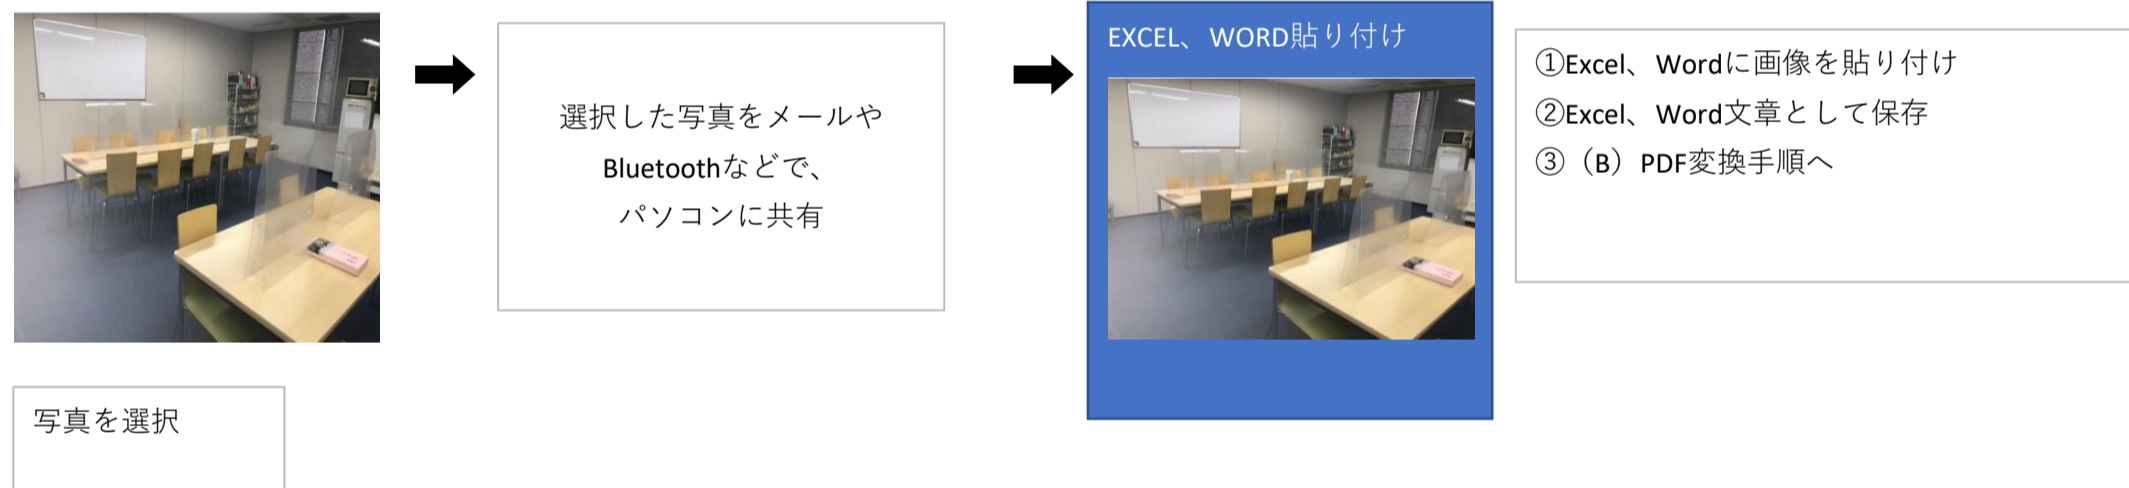 写真を選択
選択した写真をメールや
Bluetoothなどで、
パソコンに共有
EXCEL、WORD貼り付け
①Excel、Wordに画像を貼り付け
②Excel、Word文章として保存
③（B）PDF変換手順へ